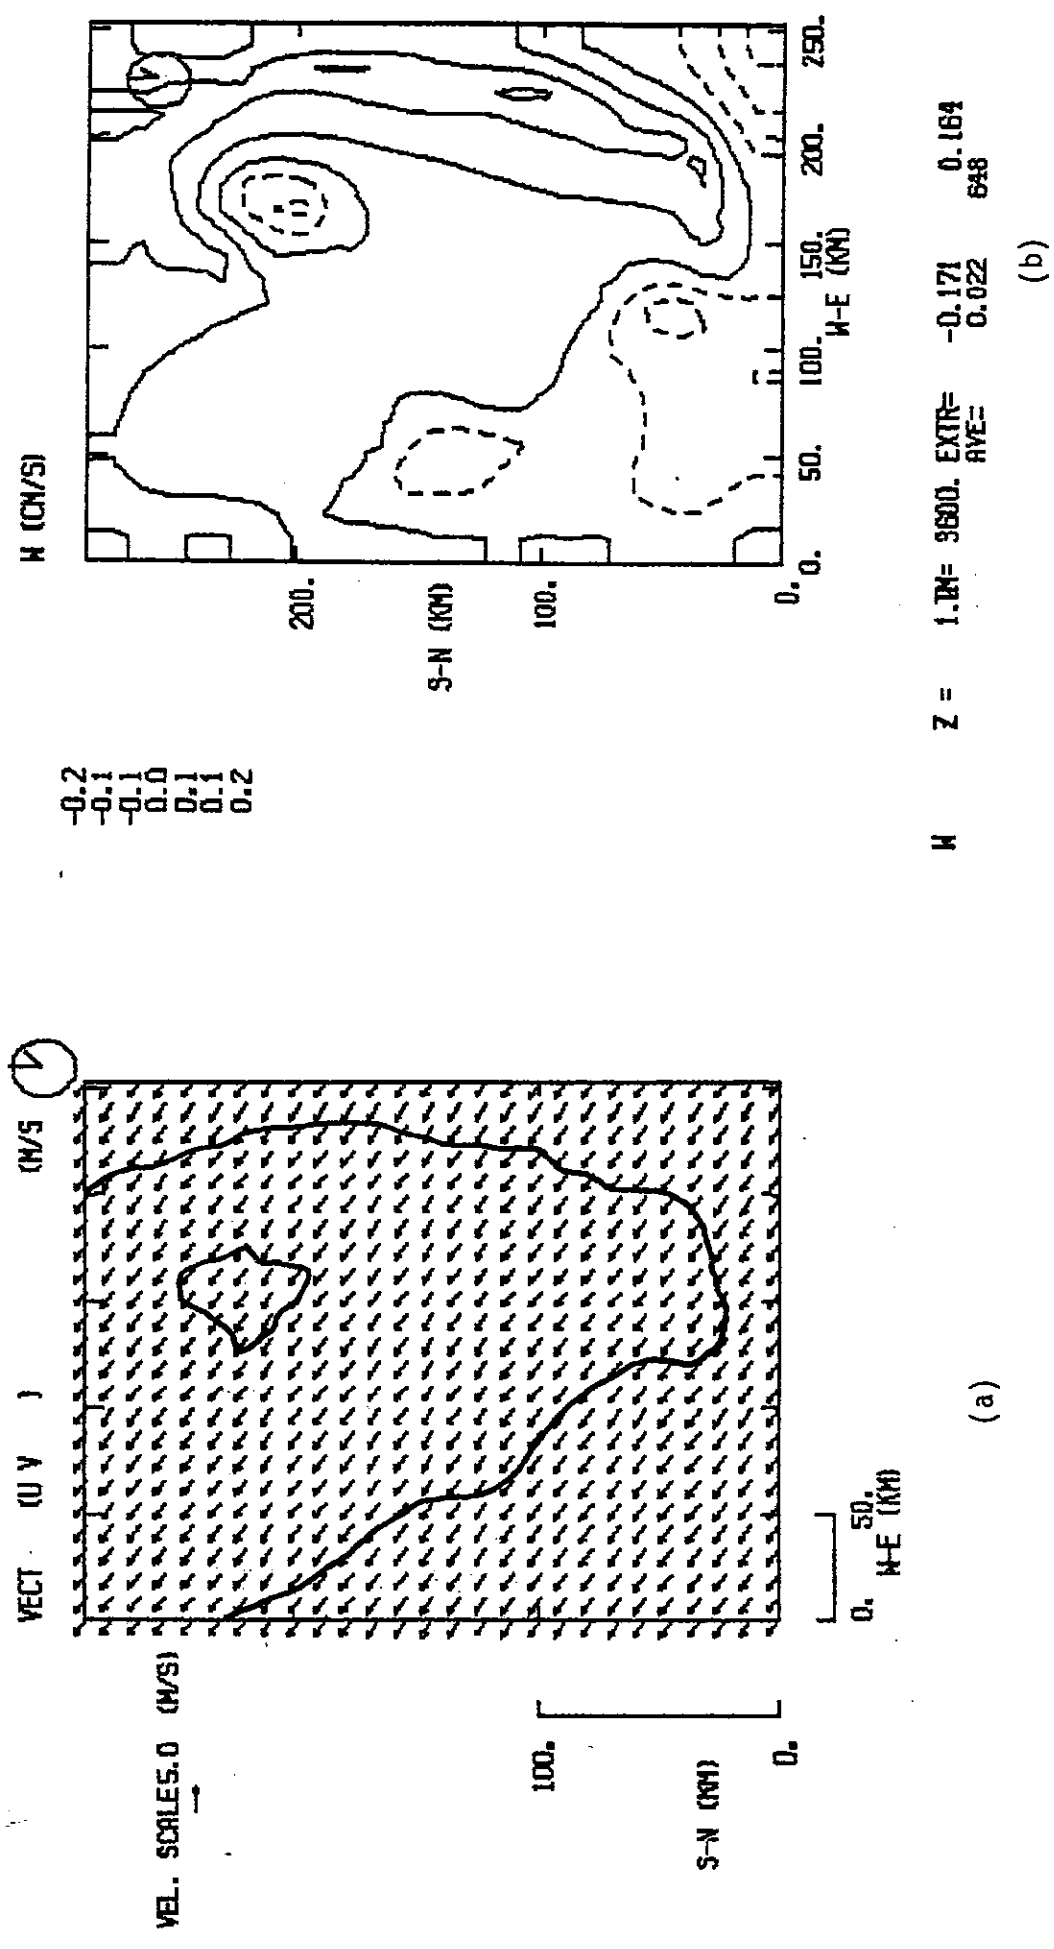 VECT (U V ) (M/S
VEL. SCALE5.0 (M/S)
100.
S-N (KM)
0.
0. 50.
W-E (KM)
(a)
W (CM/S)
-0.2
-0.1
-0.1
0.0
0.1
0.1
0.2
200.
S-N (KM)
100.
0.
0. 50. 100. 150. 200. 250.
W-E (KM)
W Z = 3600. EXTR= -0.171 0.164
AVE= 0.022 648
(b)